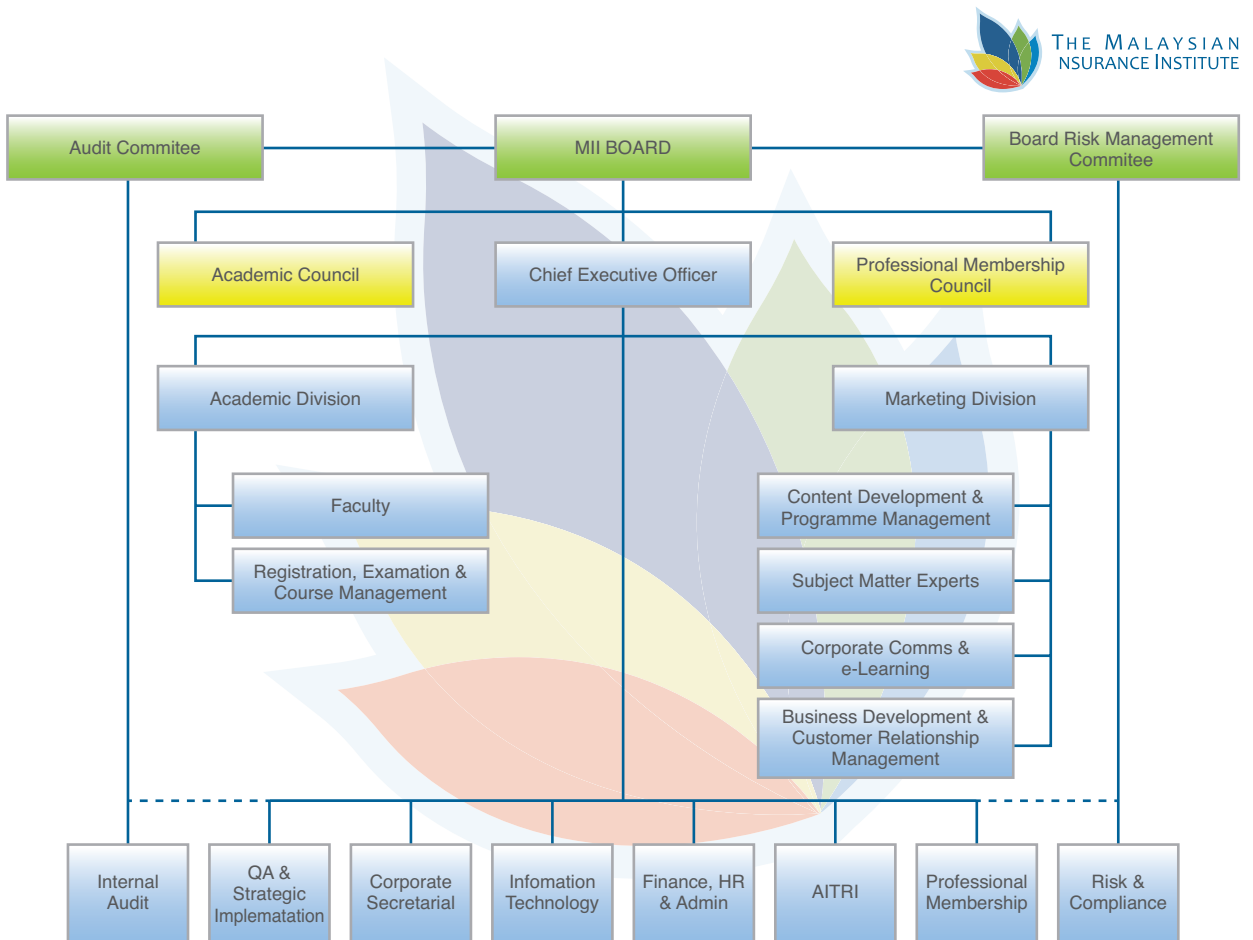 THE MALAYSIAN
NSURANCE INSTITUTE
Audit Commitee
MII BOARD
Board Risk Management
Commitee
Academic Council
Chief Executive Officer
Professional Membership
Council
Academic Division
Marketing Division
Faculty
Registration, Examation &
Course Management
Content Development &
Programme Management
Subject Matter Experts
Corporate Comms &
e-Learning
Business Development &
Customer Relationship
Management
Internal
Audit
QA &
Strategic
Implematation
Corporate
Secretarial
Infomation
Technology
Finance, HR
& Admin
AITRI
Professional
Membership
Risk &
Compliance